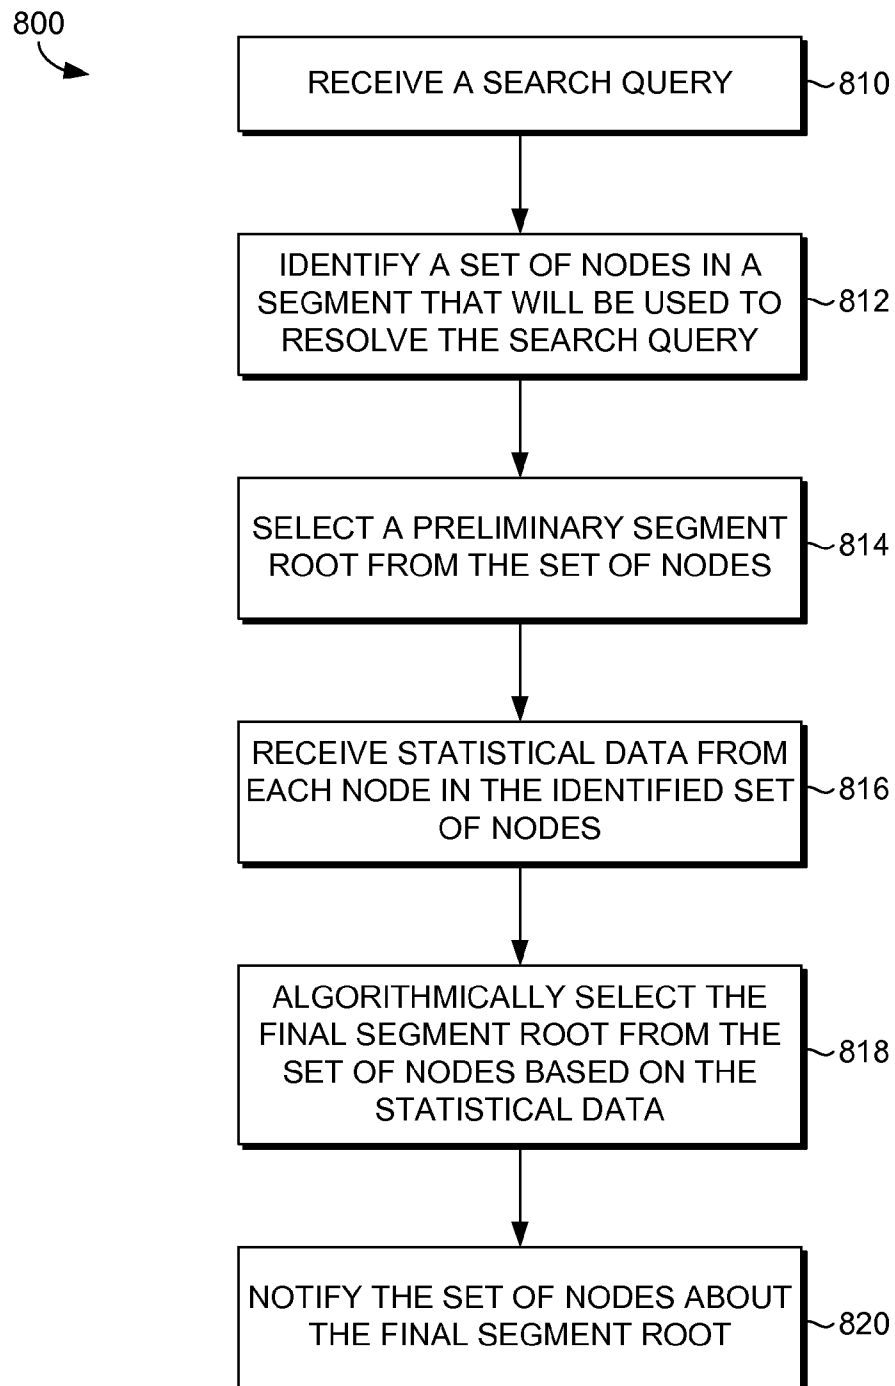 800
RECEIVE A SEARCH QUERY
810
IDENTIFY A SET OF NODES IN A
SEGMENT THAT WILL BE USED TO
RESOLVE THE SEARCH QUERY
812
SELECT A PRELIMINARY SEGMENT
ROOT FROM THE SET OF NODES
814
RECEIVE STATISTICAL DATA FROM
EACH NODE IN THE IDENTIFIED SET
OF NODES
816
ALGORITHMICALLY SELECT THE
FINAL SEGMENT ROOT FROM THE
SET OF NODES BASED ON THE
STATISTICAL DATA
818
NOTIFY THE SET OF NODES ABOUT
THE FINAL SEGMENT ROOT
820